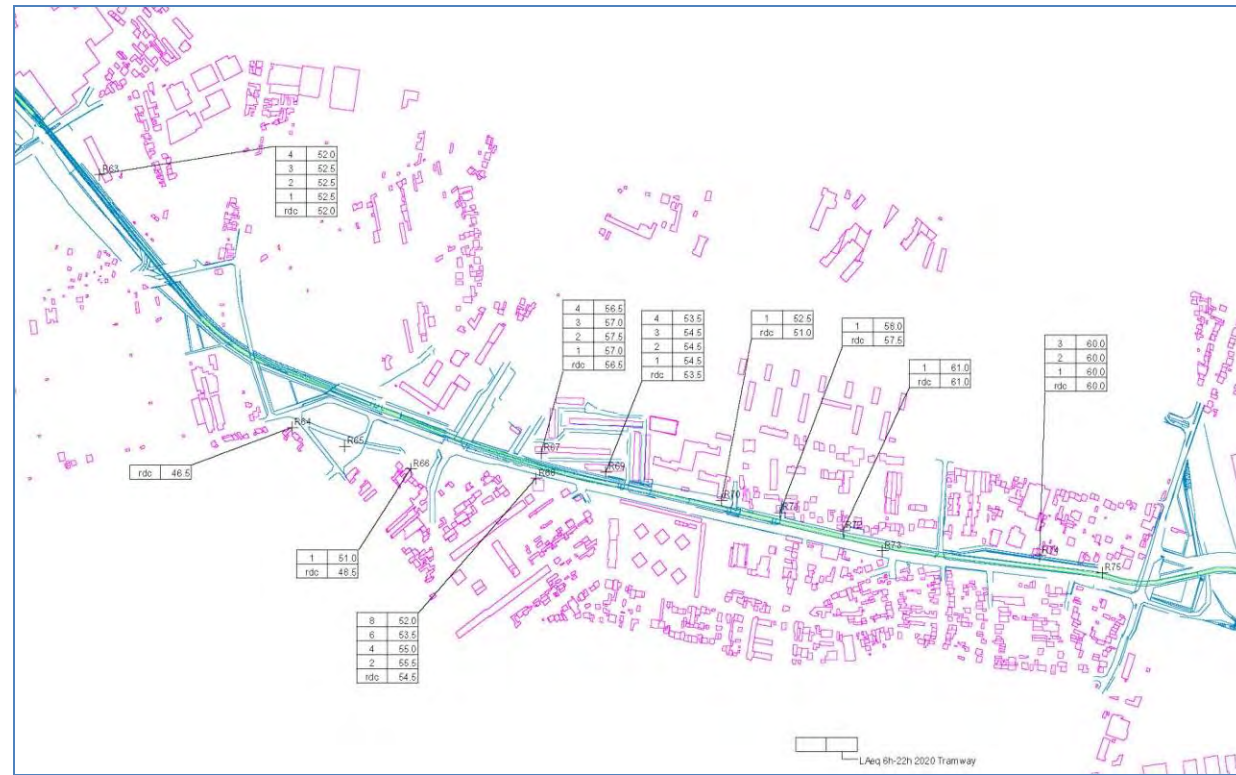 R63
4 52.0
3 52.5
2 52.5
1 52.5
rdc 52.0
4 56.5
3 57.0
2 57.5
1 57.0
rdc 56.5
4 53.5
3 54.5
2 54.5
1 54.5
rdc 53.5
1 52.5
rdc 51.0
1 58.0
rdc 57.5
1 61.0
rdc 61.0
3 60.0
2 60.0
1 60.0
rdc 60.0
R64
R65
R66
R67
R68
R69
R70
R71
R72
R73
R74
R75
rdc 46.5
1 51.0
rdc 48.5
8 52.0
6 53.5
4 55.0
2 55.5
rdc 54.5
LAeq 6h-22h 2020 Tramway